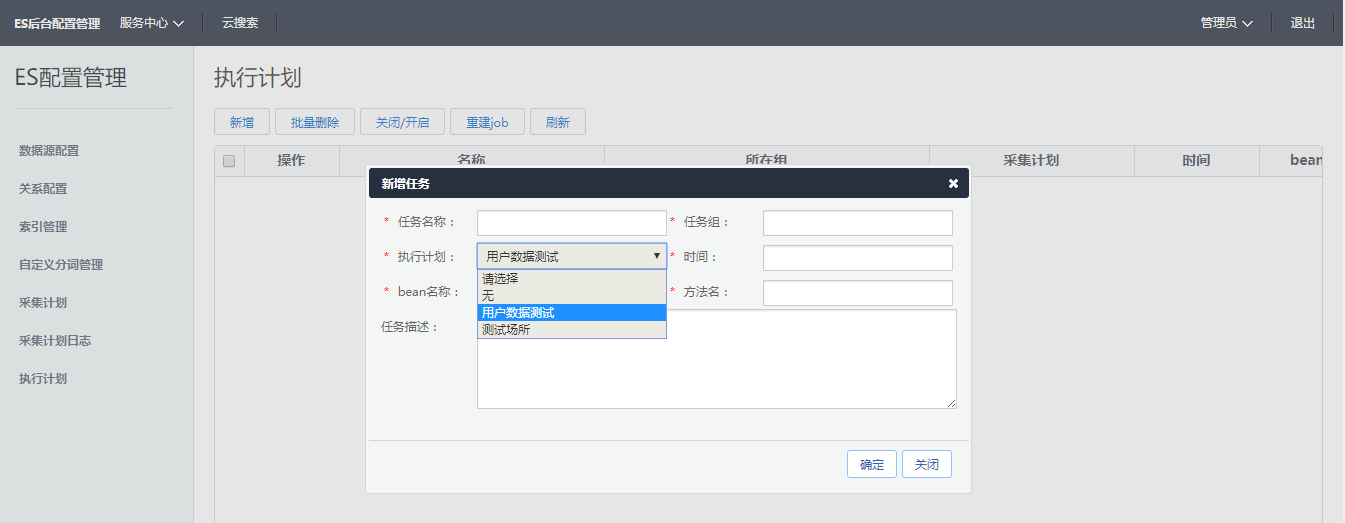 ES后台配置管理 服务中心 云搜索 管理员 退出
ES配置管理
数据源配置
关系配置
索引管理
自定义分词管理
采集计划
采集计划日志
执行计划
执行计划
新增 批量删除 关闭/开启 重建job 刷新
操作 名称 所在组 采集计划 时间 bean
新增任务
* 任务名称： * 任务组：
* 执行计划： 用户数据测试 * 时间：
请选择
无
用户数据测试
测试场所
* bean名称： * 方法名：
任务描述：
确定 关闭